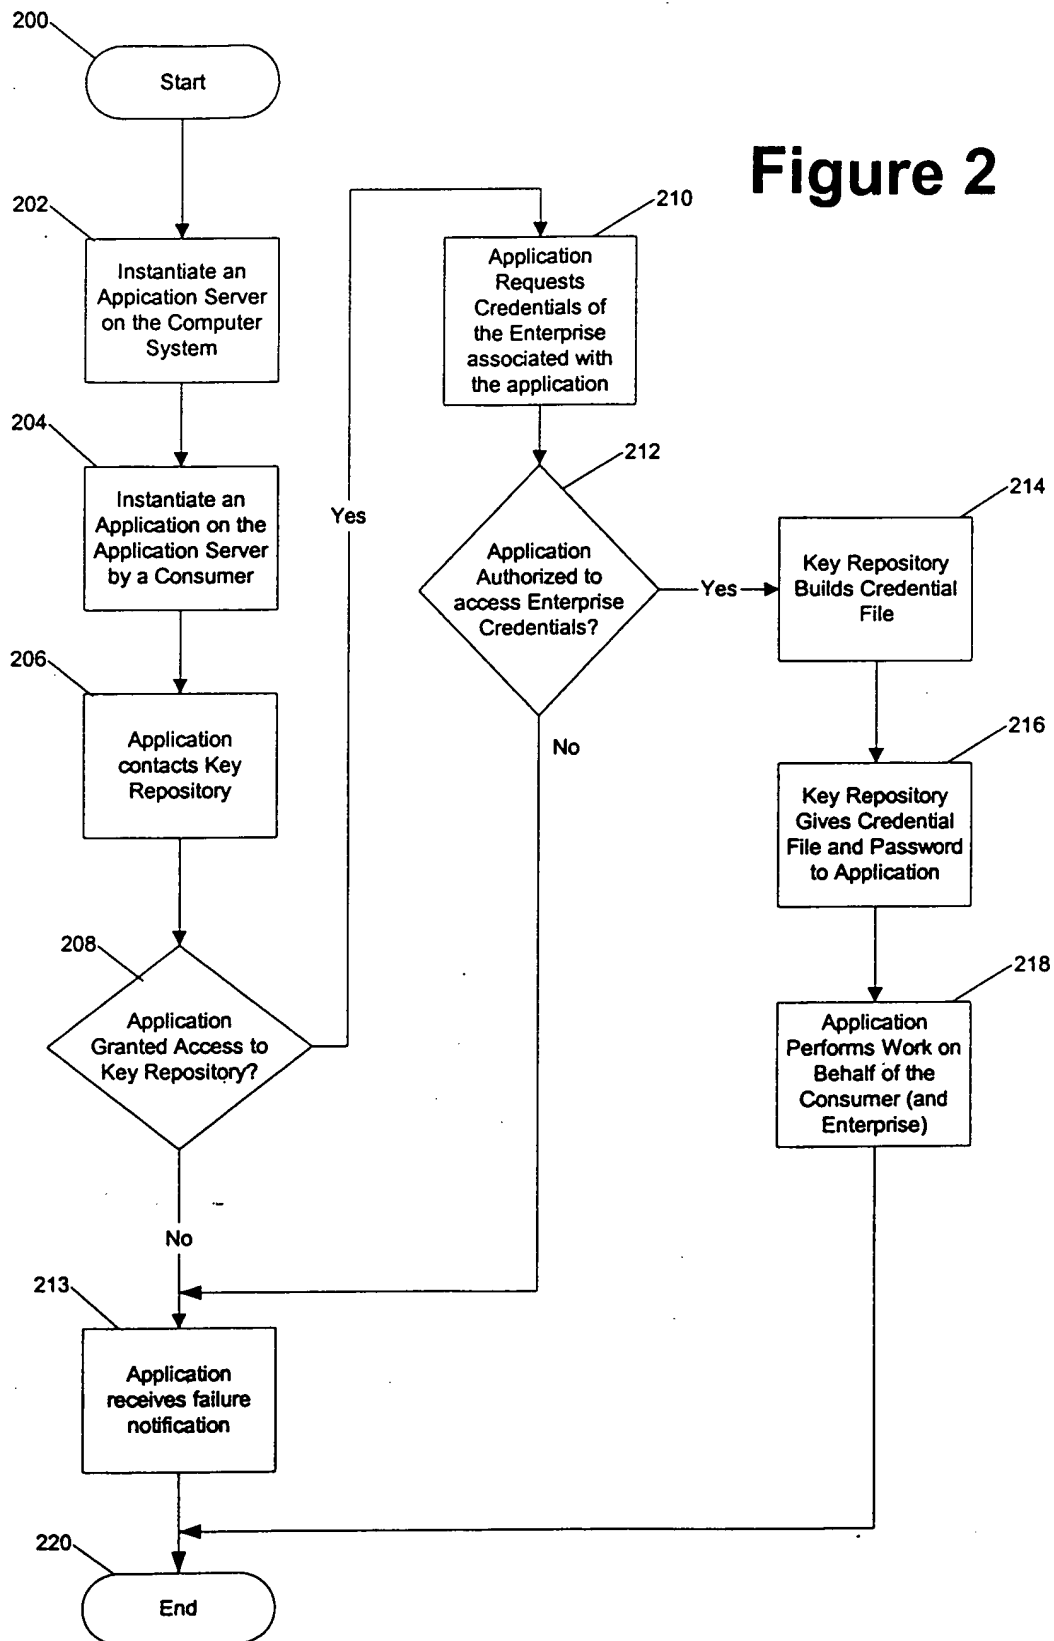 200
Start
Figure 2
202
Instantiate an
Appication Server
on the Computer
System
204
Instantiate an
Application on the
Application Server
by a Consumer
206
Application
contacts Key
Repository
208
Application
Granted Access to
Key Repository?
Yes
No
210
Application
Requests
Credentials of
the Enterprise
associated with
the application
212
Application
Authorized to
access Enterprise
Credentials?
Yes
No
214
Key Repository
Builds Credential
File
216
Key Repository
Gives Credential
File and Password
to Application
218
Application
Performs Work on
Behalf of the
Consumer (and
Enterprise)
213
Application
receives failure
notification
220
End